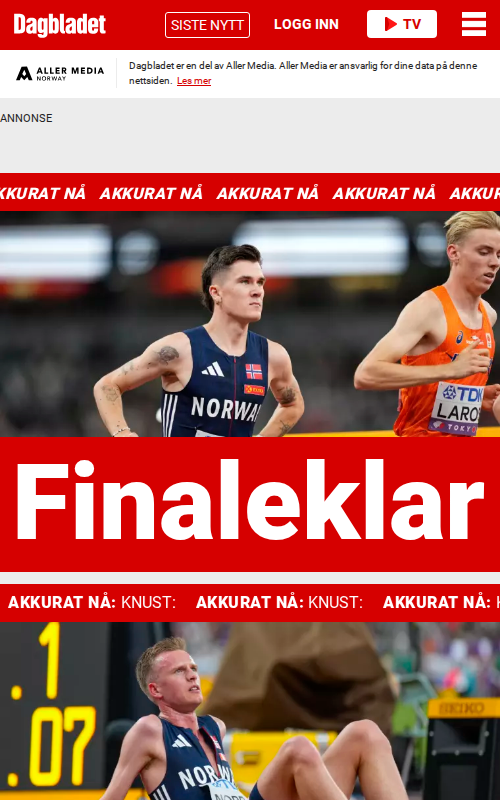 Dagbladet
SISTE NYTT
LOGG INN
TV
ALLER MEDIA
NORWAY
Dagbladet er en del av Aller Media. Aller Media er ansvarlig for dine data på denne
nettsiden. Les mer
ANNONSE
AKKURAT NÅ AKKURAT NÅ AKKURAT NÅ AKKURAT NÅ
NORWAY
TDK
TOKYO
Finaleklar
AKKURAT NÅ: KNUST: AKKURAT NÅ: KNUST: AKKURAT NÅ:
.1
.07
SEIKO